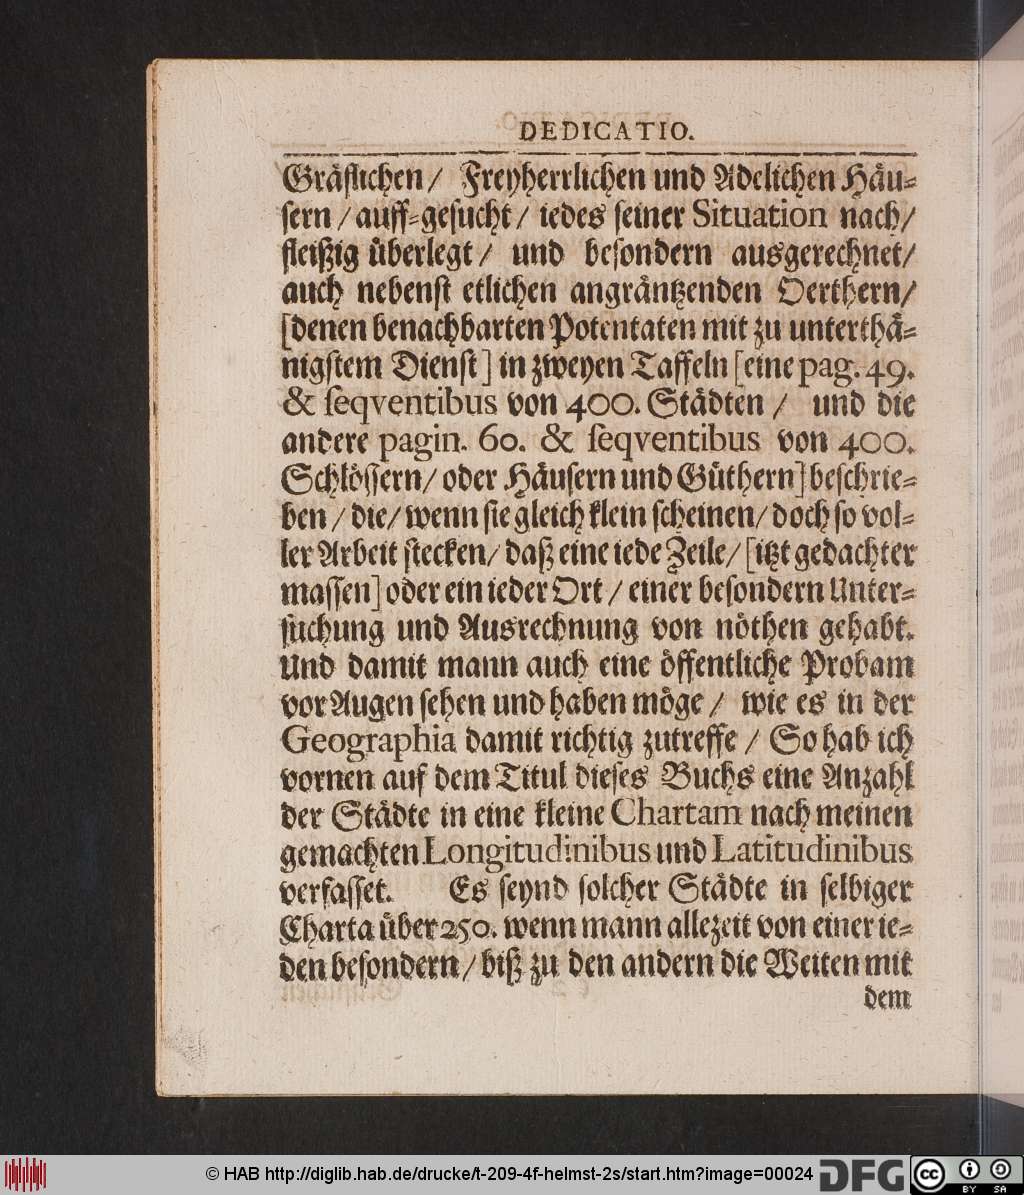 DEDICATIO.
Gräflichen / Freyherrlichen und Adelichen Häu-
sern / auff-gesucht / iedes seiner Situation nach /
fleißig überlegt / und besondern ausgerechnet /
auch nebenst etlichen angräntzenden Oerthern /
[denen benachbarten Potentaten mit zu unterthä-
nigstem Dienst] in zweyen Taffeln [eine pag. 49.
& seqventibus von 400. Städten / und die
andere pagin. 60. & seqventibus von 400.
Schlössern / oder Häusern und Güthern] beschrie-
ben / die / wenn sie gleich klein scheinen / doch so vol-
ler Arbeit stecken / daß eine iede Zeile / [itzt gedachter
massen] oder ein ieder Ort / einer besondern Unter-
suchung und Ausrechnung von nöthen gehabt.
Und damit mann auch eine öffentliche Probam
vor Augen sehen und haben möge / wie es in der
Geographia damit richtig zutreffe / So hab ich
vornen auf dem Titul dieses Buchs eine Anzahl
der Städte in eine kleine Chartam nach meinen
gemachten Longitudinibus und Latitudinibus
verfasset. Es seynd solcher Städte in selbiger
Charta über 250. wenn mann allezeit von einer ie-
den besondern / biß zu den andern die Weiten mit
dem
© HAB http://diglib.hab.de/drucke/t-209-4f-helmst-2s/start.htm?image=00024 DFG cc BY SA